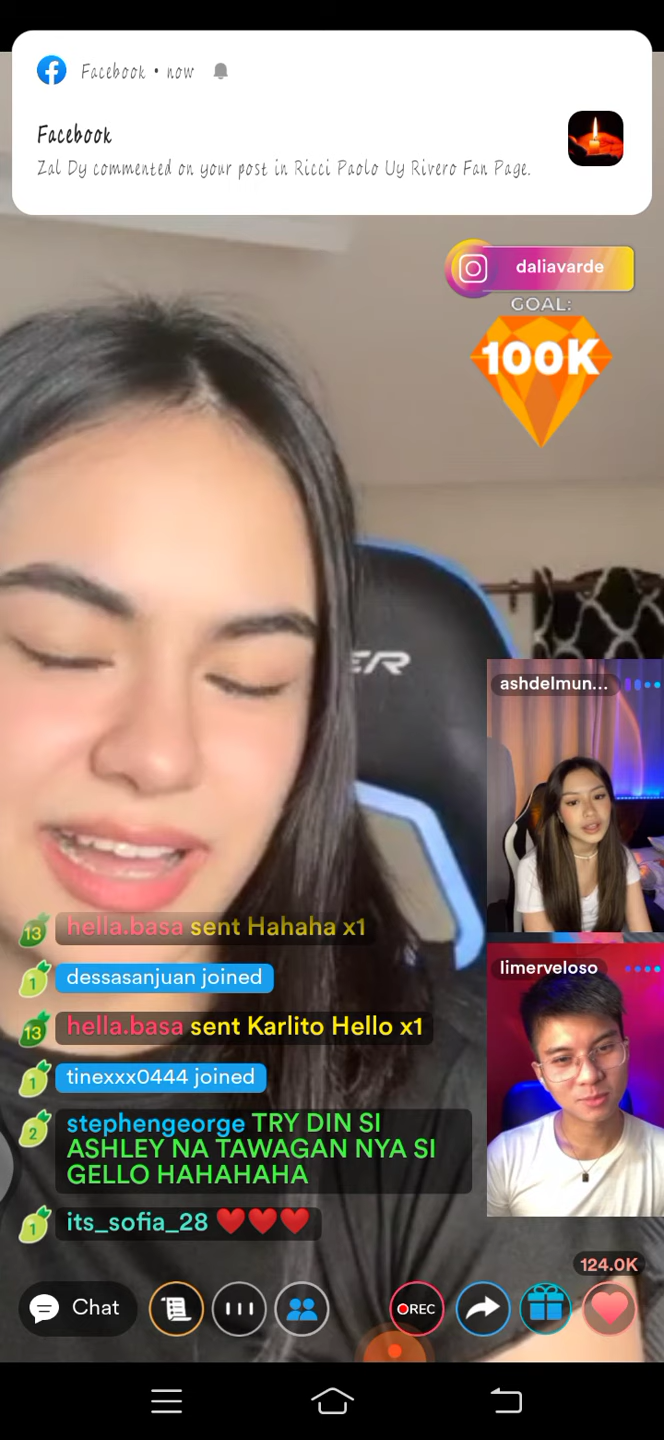 Facebook • now
Facebook
Zal Dy commented on your post in Ricci Paolo Uy Rivero Fan Page.
daliavarde
GOAL:
100K
ER
ashdelmun...
hella.basa sent Hahaha x1
dessasanjuan joined
limerveloso
hella.basa sent Karlito Hello x1
tinexxx0444 joined
stephengeorge TRY DIN SI
ASHLEY NA TAWAGAN NYA SI
GELLO HAHAHAHA
its_sofia_28 ❤️❤️❤️
13
1
13
1
2
1
124.0K
Chat
REC